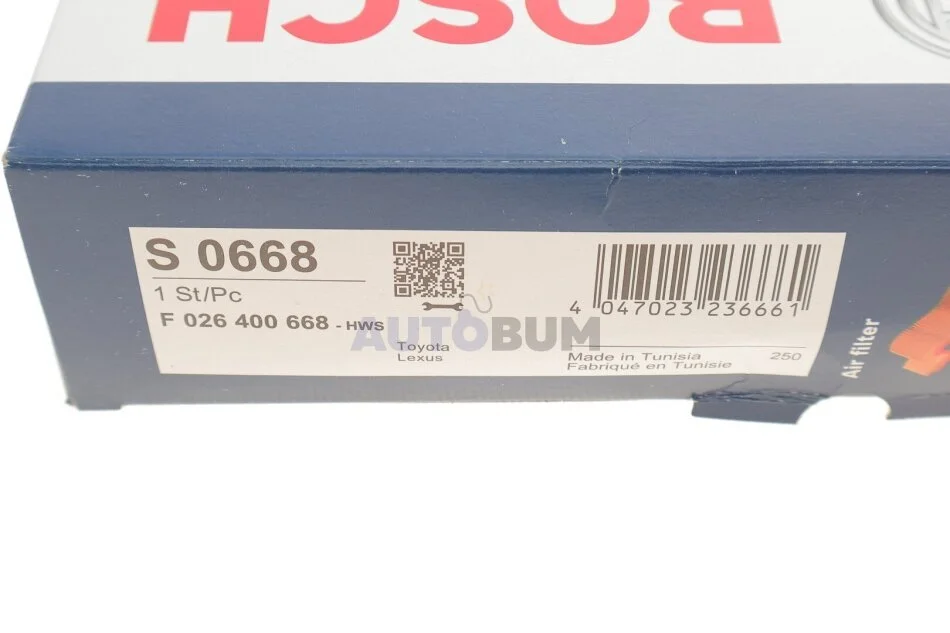 BOSCH
S 0668
1 St/Pc
F 026 400 668 - HWS
AUTOBUM
Toyota
Lexus
4 047023 236661
Made in Tunisia 250
Fabriqué en Tunisie
Air filter